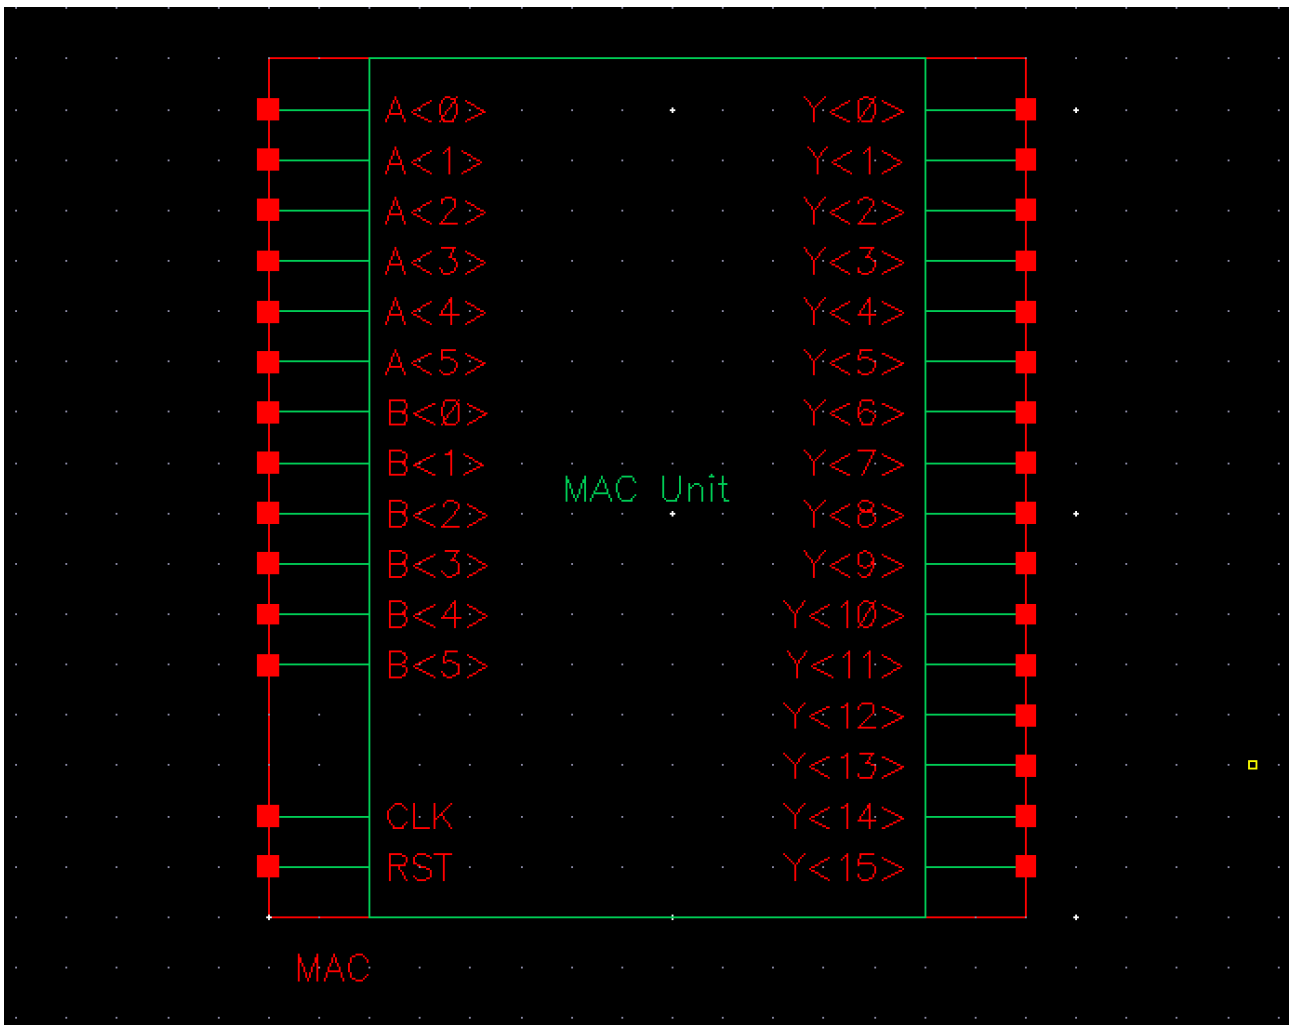 A<0> Y<0>
A<1> Y<1>
A<2> Y<2>
A<3> Y<3>
A<4> Y<4>
A<5> Y<5>
B<0> Y<6>
B<1> Y<7>
MAC Unit
B<2> Y<8>
B<3> Y<9>
B<4> Y<10>
B<5> Y<11>
Y<12>
Y<13>
CLK Y<14>
RST Y<15>
MAC